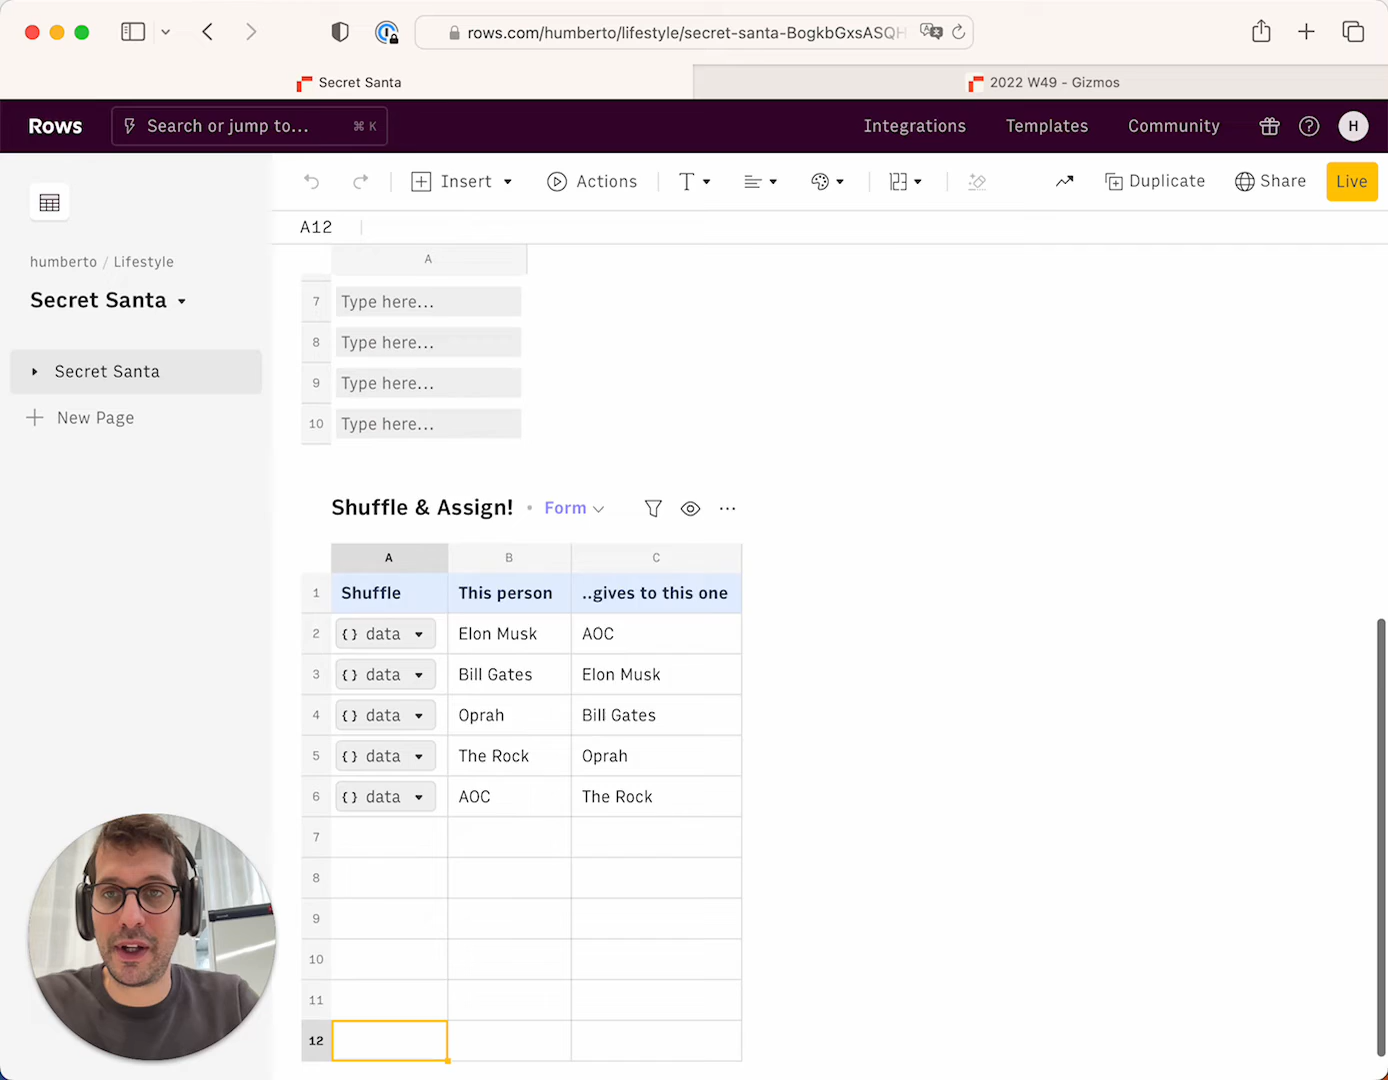 rows.com/humberto/lifestyle/secret-santa-BogkbGxsASQH
Secret Santa
2022 W49 - Gizmos
Rows
Search or jump to...
⌘ K
Integrations
Templates
Community
H
Insert
Actions
Duplicate
Share
Live
A12
humberto / Lifestyle
Secret Santa
Secret Santa
New Page
A
7 Type here...
8 Type here...
9 Type here...
10 Type here...
Shuffle & Assign! • Form
A B C
1 Shuffle This person ..gives to this one
2 {} data Elon Musk AOC
3 {} data Bill Gates Elon Musk
4 {} data Oprah Bill Gates
5 {} data The Rock Oprah
6 {} data AOC The Rock
7
8
9
10
11
12